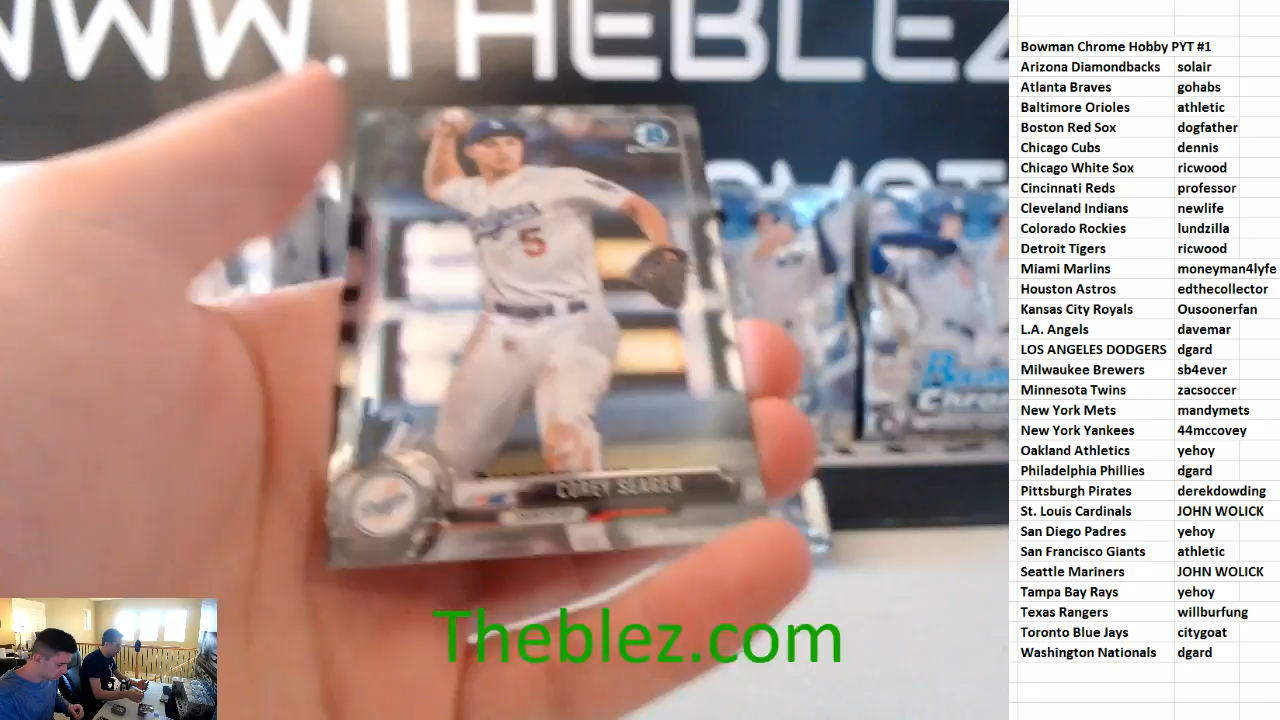 WWW.THEBLEZ
Dodgers
5
COREY SEAGER
Theblez.com
Bowman Chrome Hobby PYT #1
Arizona Diamondbacks solair
Atlanta Braves gohabs
Baltimore Orioles athletic
Boston Red Sox dogfather
Chicago Cubs dennis
Chicago White Sox ricwood
Cincinnati Reds professor
Cleveland Indians newlife
Colorado Rockies lundzilla
Detroit Tigers ricwood
Miami Marlins moneyman4lyfe
Houston Astros edthecollector
Kansas City Royals Ousoonerfan
L.A. Angels davemar
LOS ANGELES DODGERS dgard
Milwaukee Brewers sb4ever
Minnesota Twins zacsoccer
New York Mets mandymets
New York Yankees 44mccovey
Oakland Athletics yehoy
Philadelphia Phillies dgard
Pittsburgh Pirates derekdowding
St. Louis Cardinals JOHN WOLICK
San Diego Padres yehoy
San Francisco Giants athletic
Seattle Mariners JOHN WOLICK
Tampa Bay Rays yehoy
Texas Rangers willburfung
Toronto Blue Jays citygoat
Washington Nationals dgard